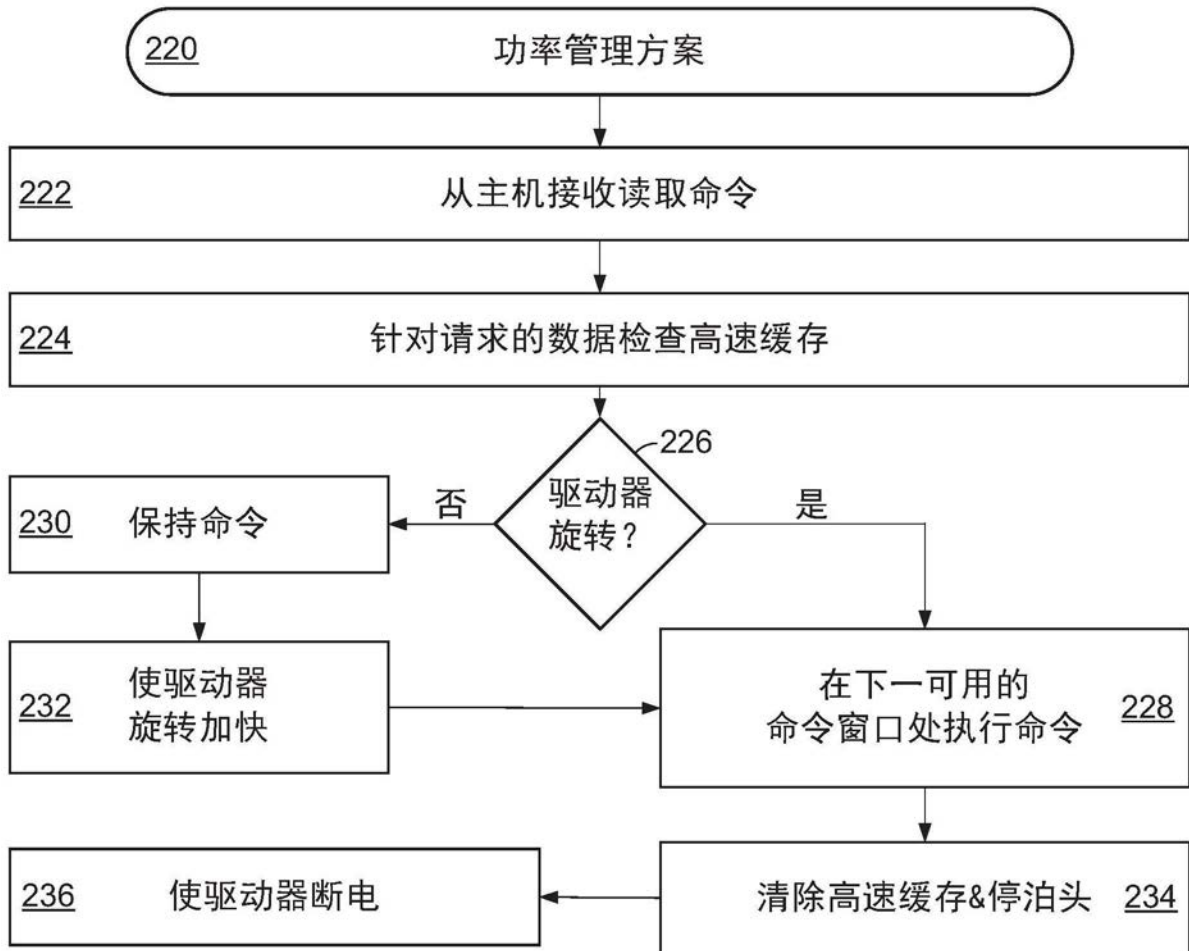 220 功率管理方案
222 从主机接收读取命令
224 针对请求的数据检查高速缓存
226
驱动器
旋转?
否
是
230 保持命令
232 使驱动器
旋转加快
在下一可用的
命令窗口处执行命令 228
236 使驱动器断电
清除高速缓存&停泊头 234